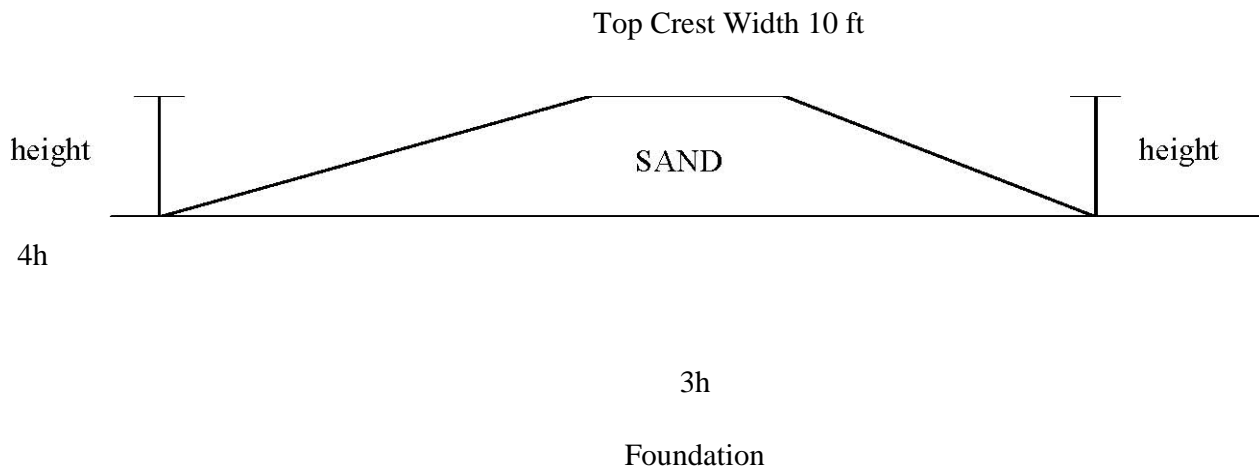 Top Crest Width 10 ft
height
SAND
height
4h
3h
Foundation